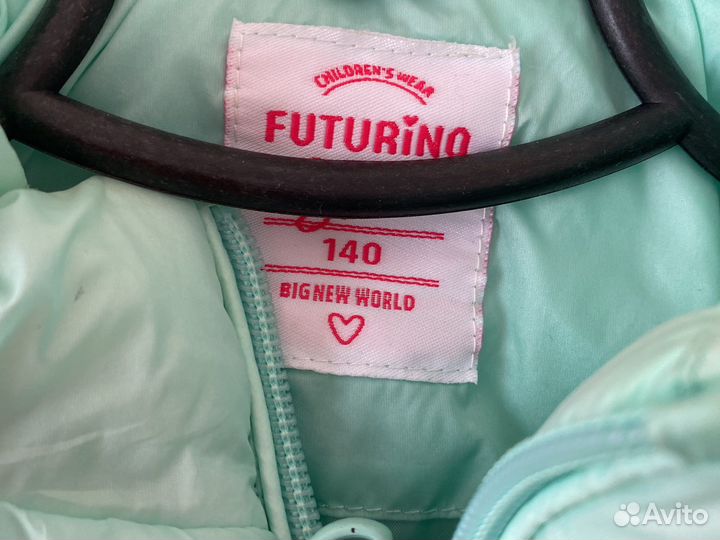 CHILDREN'S WEAR
FUTURiNO
140
BIG NEW WORLD
Avito